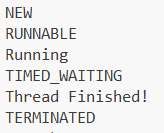 NEW
RUNNABLE
Running
TIMED_WAITING
Thread Finished!
TERMINATED